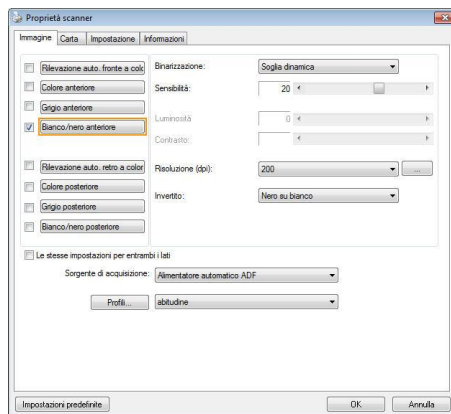 Proprietà scanner
Immagine Carta Impostazione Informazioni
Rilevazione auto. fronte a colo Binarizzazione: Soglia dinamica
Colore anteriore Sensibilità: 20
Grigio anteriore
Luminosità 0
Bianco/nero anteriore
Contrasto:
Rilevazione auto. retro a color Risoluzione (dpi): 200 ...
Colore posteriore
Invertito: Nero su bianco
Grigio posteriore
Bianco/nero posteriore
Le stesse impostazioni per entrambi i lati
Sorgente di acquisizione: Alimentatore automatico ADF
Profili... abitudine
Impostazioni predefinite OK Annulla